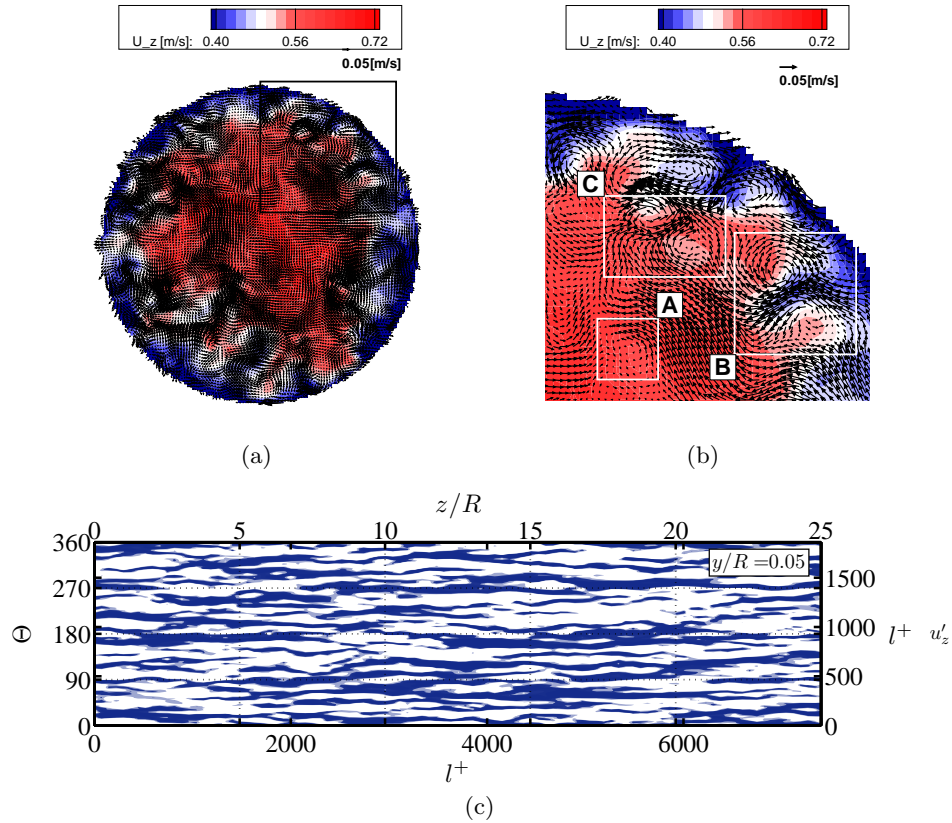 U_z [m/s]: 0.40 0.56 0.72
0.05[m/s]
U_z [m/s]: 0.40 0.56 0.72
0.05[m/s]
C
A
B
(a)
(b)
z/R
0 5 10 15 20 25
360
270
180
90
0
Θ
y/R =0.05
1500
1000
500
0
l⁺ u′_z
0 2000 4000 6000
l⁺
(c)